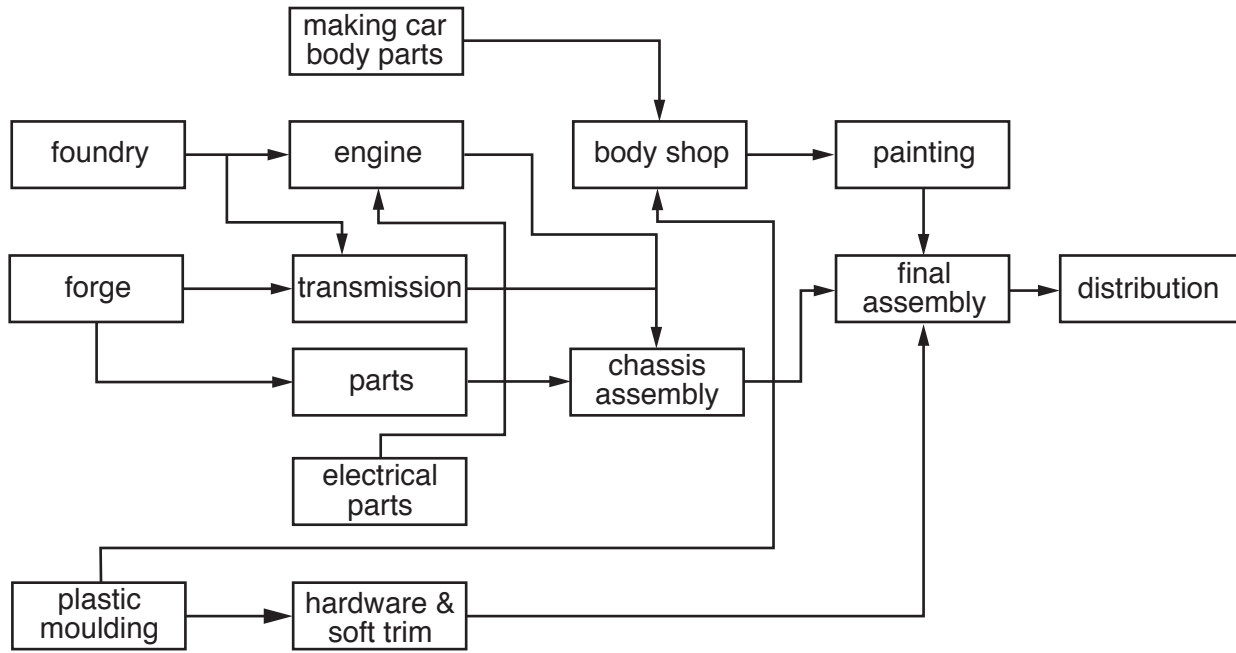 making car
body parts
foundry
engine
body shop
painting
forge
transmission
final
assembly
distribution
parts
chassis
assembly
electrical
parts
plastic
moulding
hardware &
soft trim